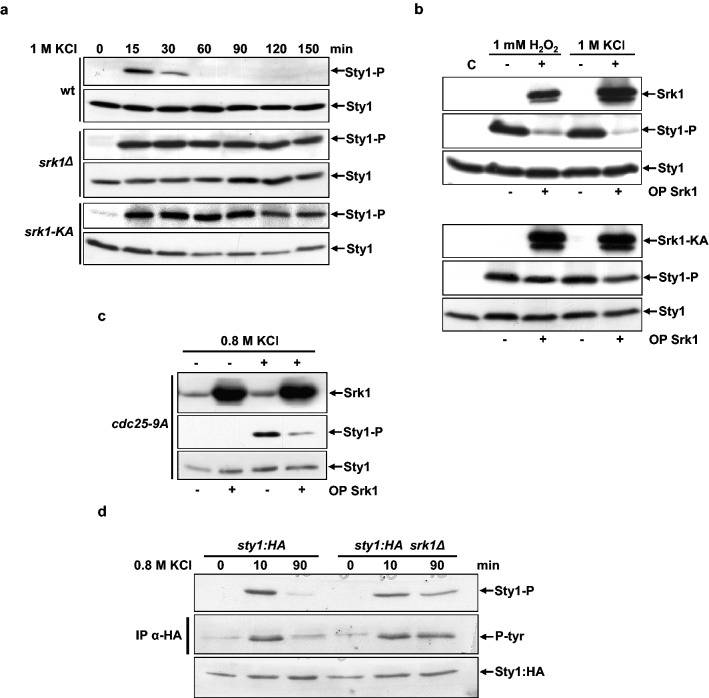 a
1 M KCl 0 15 30 60 90 120 150 min
wt
Sty1-P
Sty1
srk1Δ
Sty1-P
Sty1
srk1-KA
Sty1-P
Sty1
b
1 mM H₂O₂ 1 M KCl
C - + - +
Srk1
Sty1-P
Sty1
- + - + OP Srk1
Srk1-KA
Sty1-P
Sty1
- + - + OP Srk1
c
0.8 M KCl
- - + +
cdc25-9A
Srk1
Sty1-P
Sty1
- + - + OP Srk1
d
sty1:HA sty1:HA srk1Δ
0.8 M KCl 0 10 90 0 10 90 min
Sty1-P
IP α-HA
P-tyr
Sty1:HA